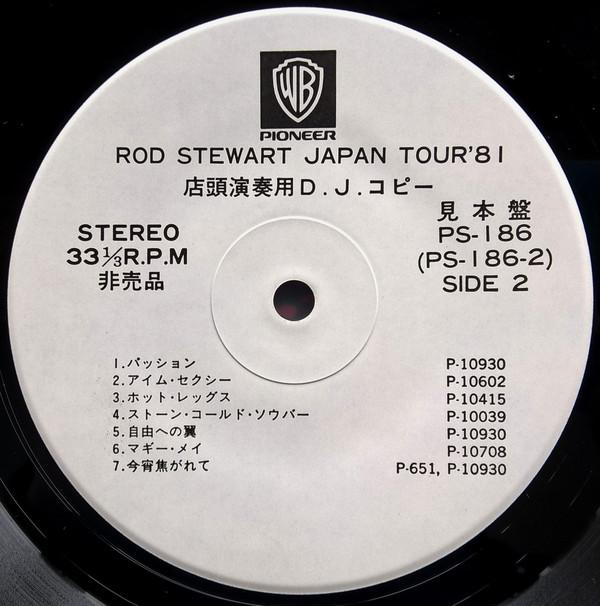 WB
PIONEER
ROD STEWART JAPAN TOUR'81
店頭演奏用D.J.コピー
STEREO
33⅓R.P.M
非売品
見本盤
PS-186
(PS-186-2)
SIDE 2
1.パッション P-10930
2.アイム・セクシー P-10602
3.ホット・レッグス P-10415
4.ストーン・コールド・ソウバー P-10039
5.自由への翼 P-10930
6.マギー・メイ P-10708
7.今宵焦がれて P-651, P-10930